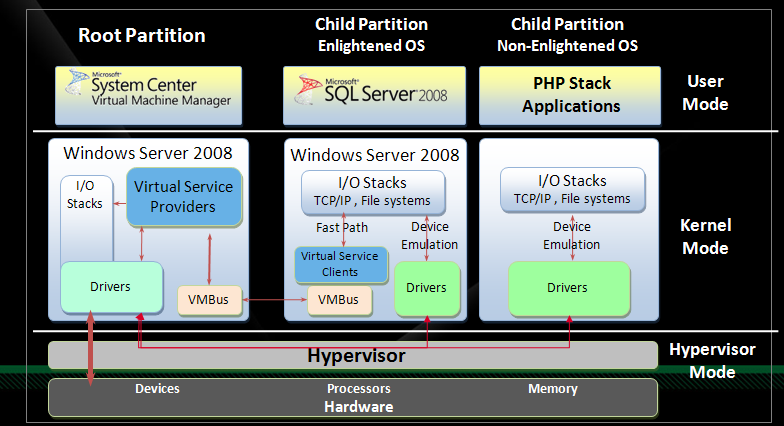 Root Partition
Child Partition
Enlightened OS
Child Partition
Non-Enlightened OS
Microsoft®
System Center
Virtual Machine Manager
Microsoft®
SQL Server®2008
PHP Stack
Applications
User
Mode
Windows Server 2008
I/O
Stacks
Virtual Service
Providers
Drivers
VMBus
Windows Server 2008
I/O Stacks
TCP/IP , File systems
Fast Path
Device
Emulation
Virtual Service
Clients
VMBus
Drivers
I/O Stacks
TCP/IP , File systems
Device
Emulation
Drivers
Kernel
Mode
Hypervisor
Hypervisor
Mode
Devices
Processors
Memory
Hardware